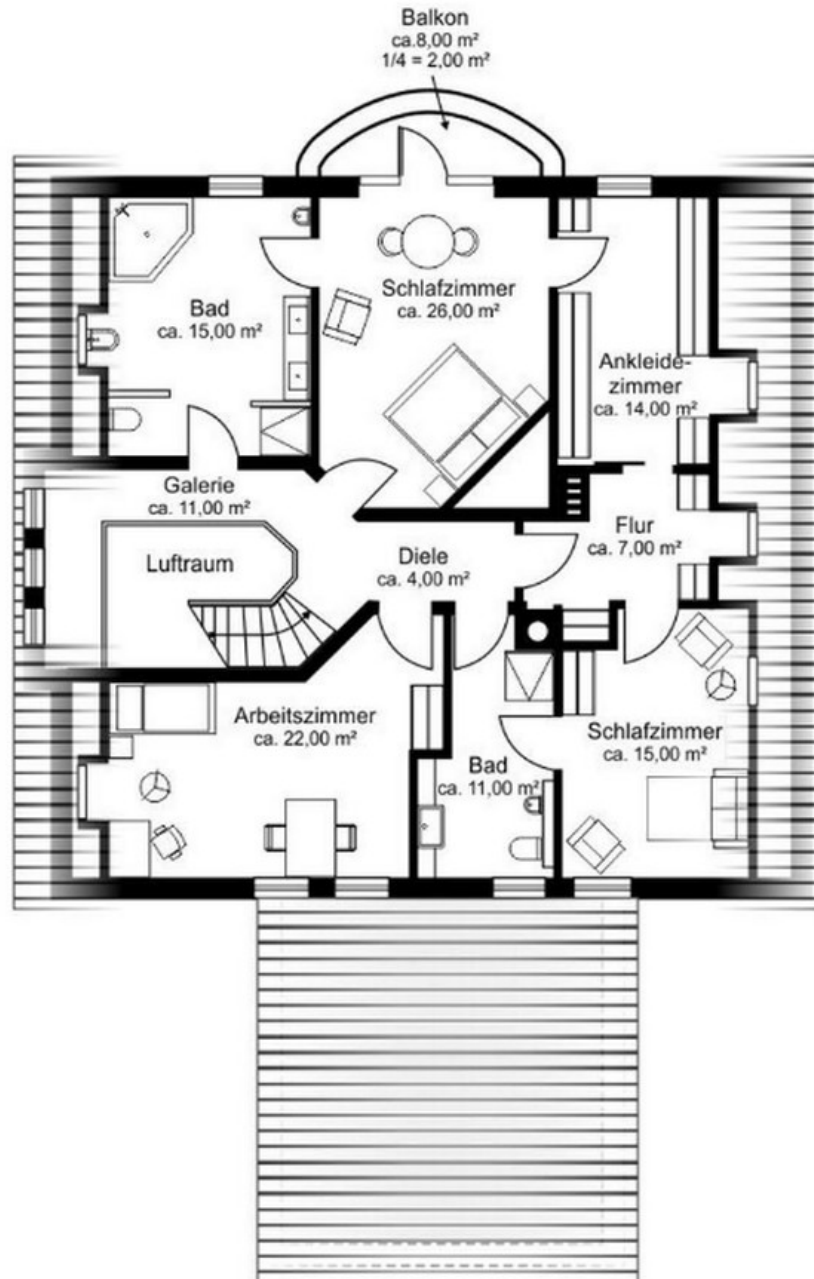 Balkon
ca.8,00 m²
1/4 = 2,00 m²
Schlafzimmer
ca. 26,00 m²
Bad
ca. 15,00 m²
Ankleide-
zimmer
ca. 14,00 m²
Galerie
ca. 11,00 m²
Luftraum
Diele
ca. 4,00 m²
Flur
ca. 7,00 m²
Arbeitszimmer
ca. 22,00 m²
Bad
ca. 11,00 m²
Schlafzimmer
ca. 15,00 m²